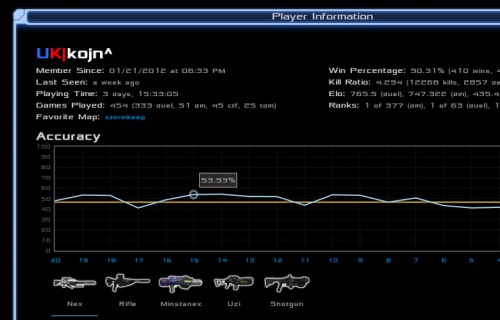 Player Information
UK|kojn^
Member Since: 01/21/2012 at 06:33 PM
Last Seen: a week ago
Playing Time: 3 days, 15:33:05
Games Played: 454 (333 duel, 51 dm, 45 ctf, 25 tdm)
Favorite Map: stormkeep
Win Percentage: 90.31% (410 wins, 4
Kill Ratio: 4.294 (12268 kills, 2857 de
Elo: 765.5 (duel), 747.322 (dm), 435.4
Ranks: 1 of 377 (dm), 1 of 63 (duel), 1
Accuracy
100
90
80
70
60
50
40
30
20
10
0
53.93%
20 19 18 17 16 15 14 13 12 11 10 9 8 7 6 5 4
Nex Rifle Minstanex Uzi Shotgun